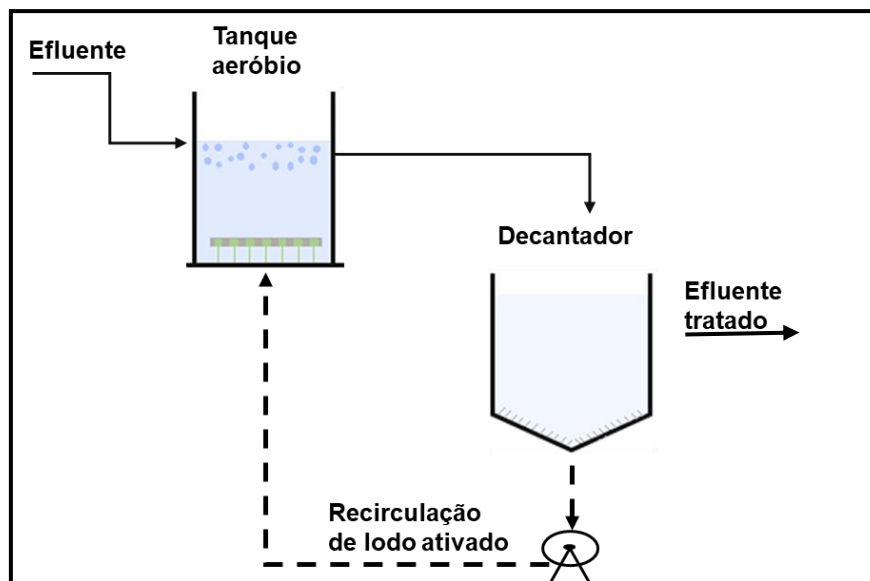 Efluente
Tanque
aeróbio
Decantador
Efluente
tratado
Recirculação
de lodo ativado